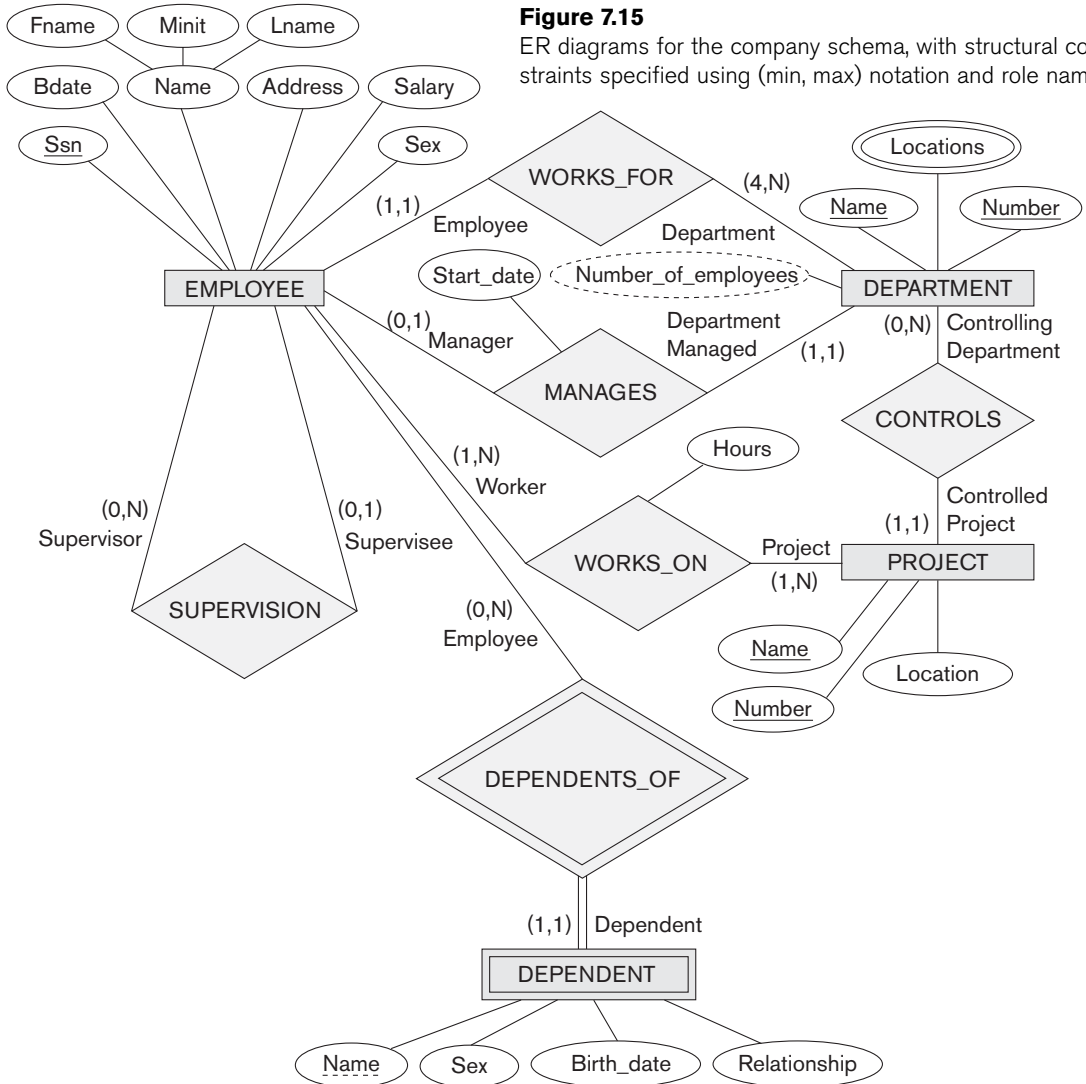 Figure 7.15
ER diagrams for the company schema, with structural co
straints specified using (min, max) notation and role nam
Fname
Minit
Lname
Bdate
Name
Address
Salary
Ssn
Sex
WORKS_FOR
Locations
Name
Number
(1,1)
Employee
(4,N)
Department
Start_date
Number_of_employees
EMPLOYEE
DEPARTMENT
(0,1)
Manager
MANAGES
Department
Managed
(1,1)
(0,N)
Controlling
Department
CONTROLS
Hours
(1,N)
Worker
(0,N)
Supervisor
(0,1)
Supervisee
Controlled
Project
(1,1)
SUPERVISION
WORKS_ON
Project
(1,N)
PROJECT
(0,N)
Employee
Name
Number
Location
DEPENDENTS_OF
(1,1)
Dependent
DEPENDENT
Name
Sex
Birth_date
Relationship